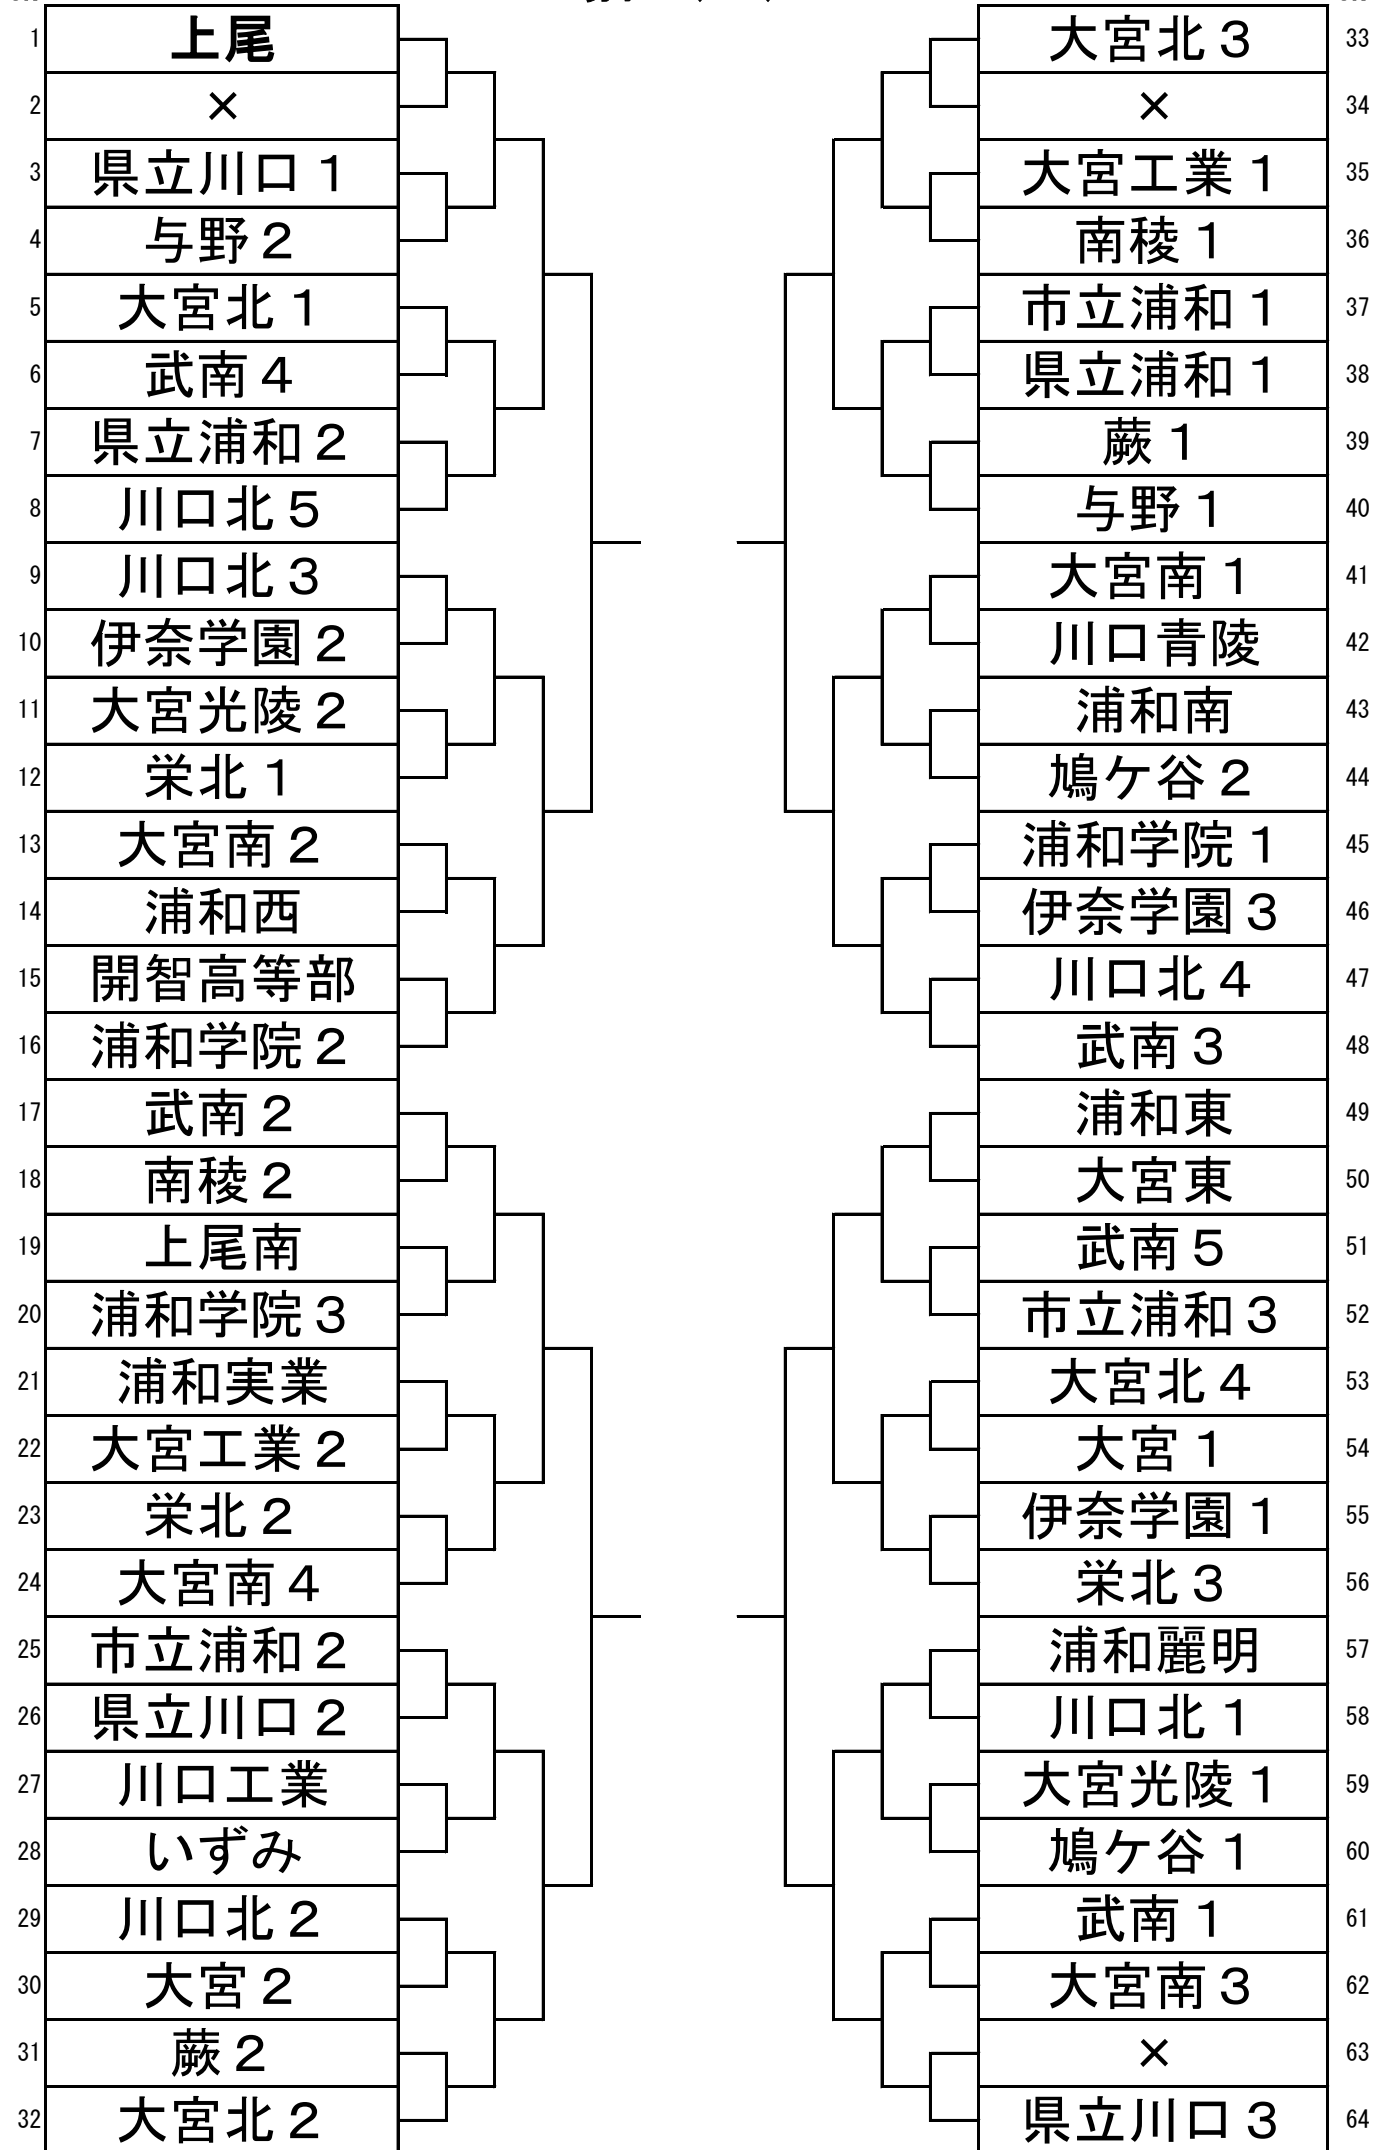 1 上尾
2 ×
3 県立川口１
4 与野２
5 大宮北１
6 武南４
7 県立浦和２
8 川口北５
9 川口北３
10 伊奈学園２
11 大宮光陵２
12 栄北１
13 大宮南２
14 浦和西
15 開智高等部
16 浦和学院２
17 武南２
18 南稜２
19 上尾南
20 浦和学院３
21 浦和実業
22 大宮工業２
23 栄北２
24 大宮南４
25 市立浦和２
26 県立川口２
27 川口工業
28 いずみ
29 川口北２
30 大宮２
31 蕨２
32 大宮北２
大宮北３ 33
× 34
大宮工業１ 35
南稜１ 36
市立浦和１ 37
県立浦和１ 38
蕨１ 39
与野１ 40
大宮南１ 41
川口青陵 42
浦和南 43
鳩ケ谷２ 44
浦和学院１ 45
伊奈学園３ 46
川口北４ 47
武南３ 48
浦和東 49
大宮東 50
武南５ 51
市立浦和３ 52
大宮北４ 53
大宮１ 54
伊奈学園１ 55
栄北３ 56
浦和麗明 57
川口北１ 58
大宮光陵１ 59
鳩ケ谷１ 60
武南１ 61
大宮南３ 62
× 63
県立川口３ 64